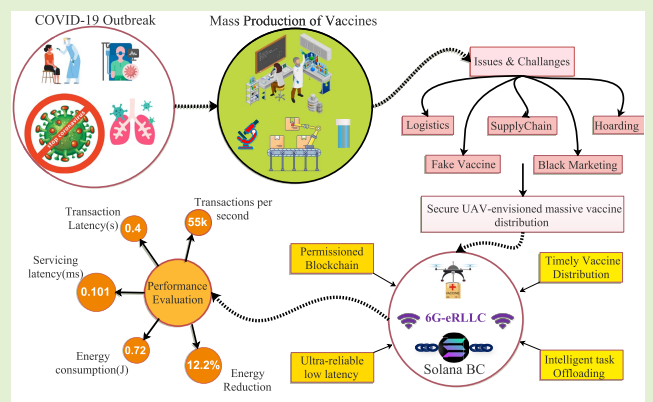 COVID-19 Outbreak
Mass Production of Vaccines
Stop coronavirus
Issues & Challanges
Logistics
SupplyChain
Hoarding
Fake Vaccine
Black Marketing
Secure UAV-envisioned massive vaccine
distribution
Transaction
Latency(s)
0.4
Transactions per
second
55k
Servicing
latency(ms)
0.101
Performance
Evaluation
Energy
consumption(J)
0.72
12.2%
Energy
Reduction
Permissioned
Blockchain
Timely Vaccine
Distribution
6G-eRLLC
Solana BC
Ultra-reliable
low latency
Intelligent task
Offloading